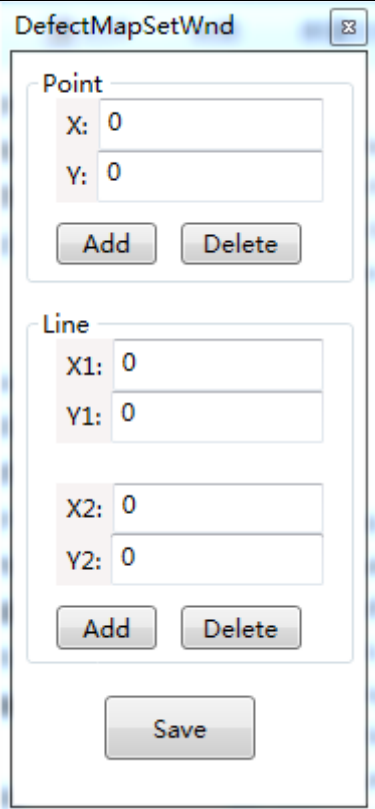 DefectMapSetWnd
Point
X: 0
Y: 0
Add Delete
Line
X1: 0
Y1: 0
X2: 0
Y2: 0
Add Delete
Save